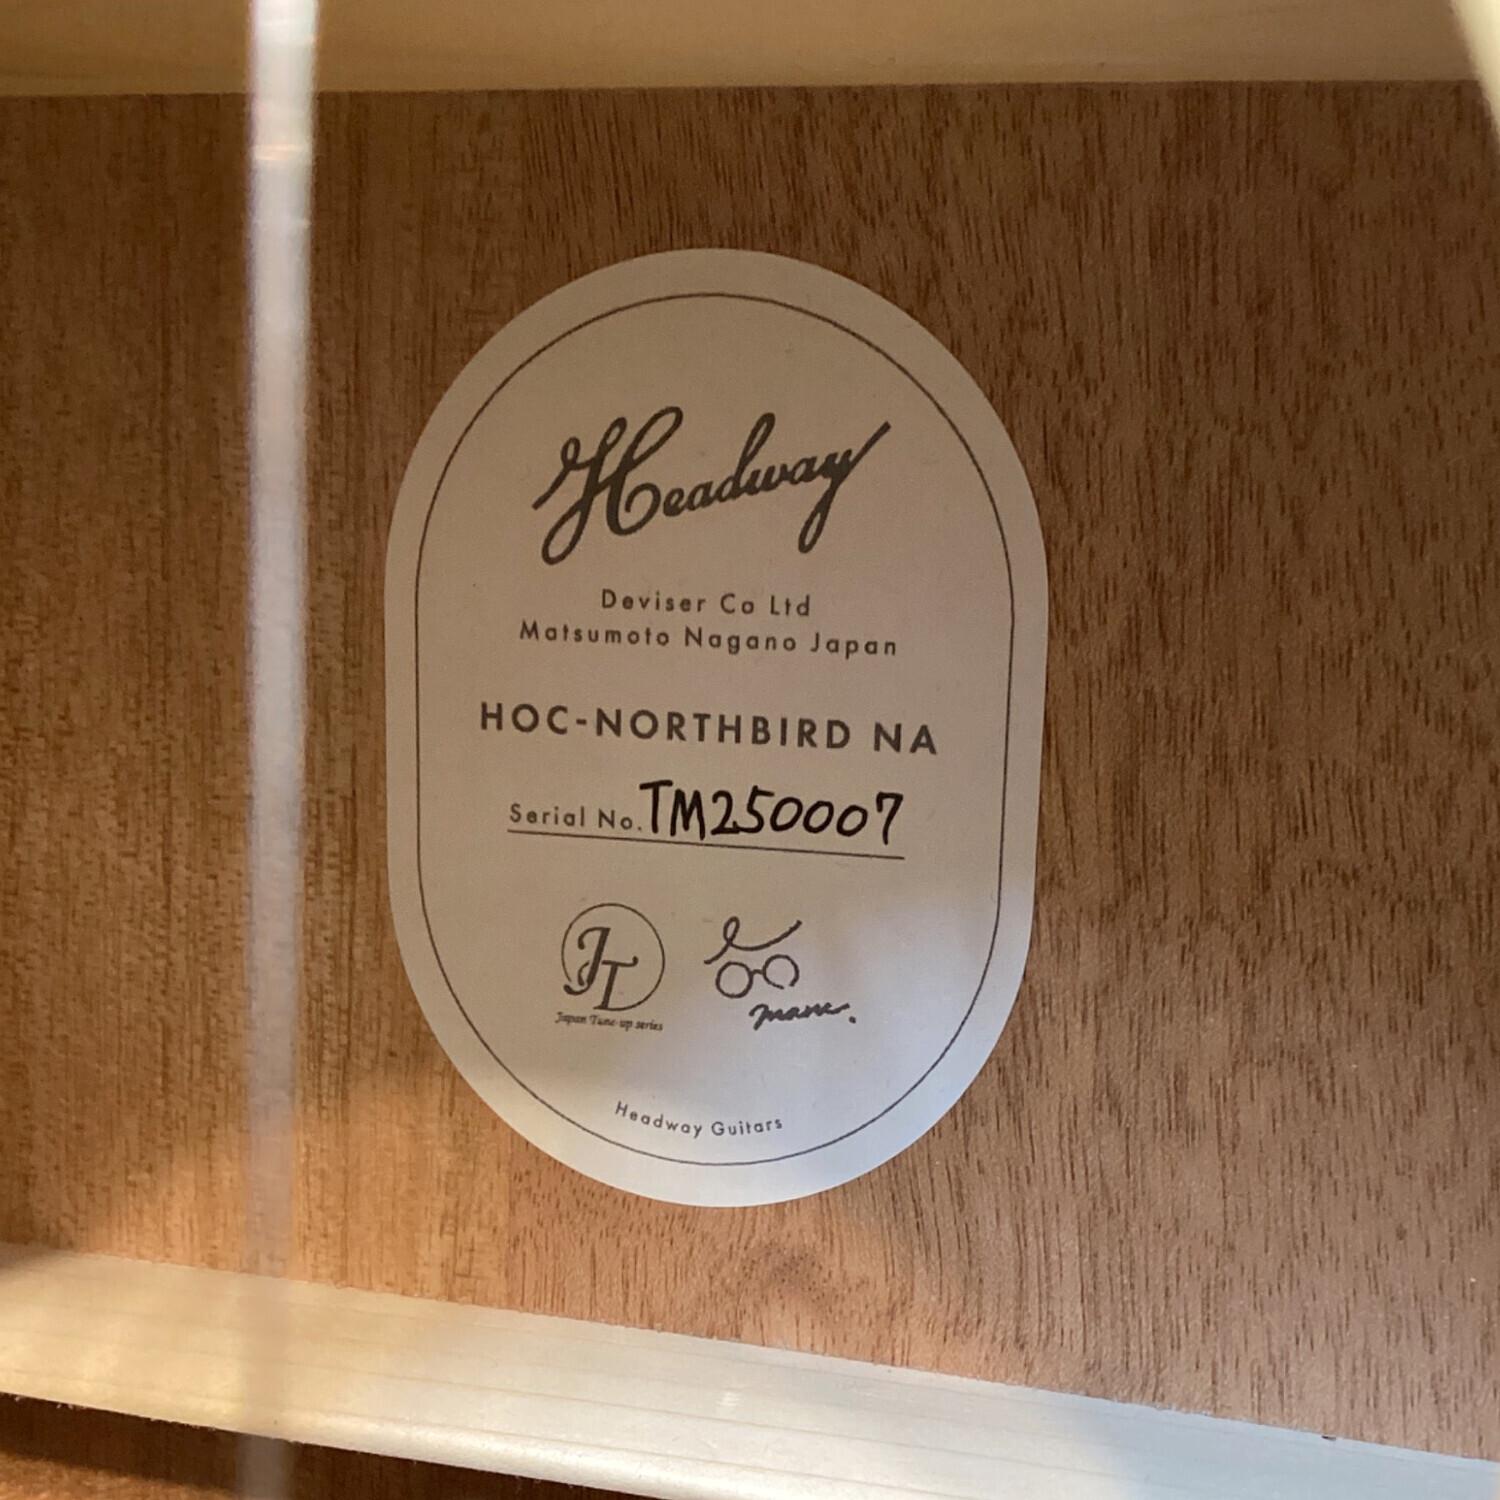 Headway
Deviser Co Ltd
Matsumoto Nagano Japan
HOC-NORTHBIRD NA
Serial No. TM250007
JT
Japan Tune-up series
Headway Guitars